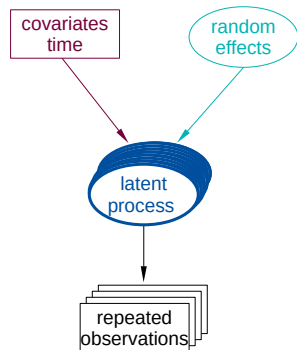 covariates
time
random
effects
latent
process
repeated
observations